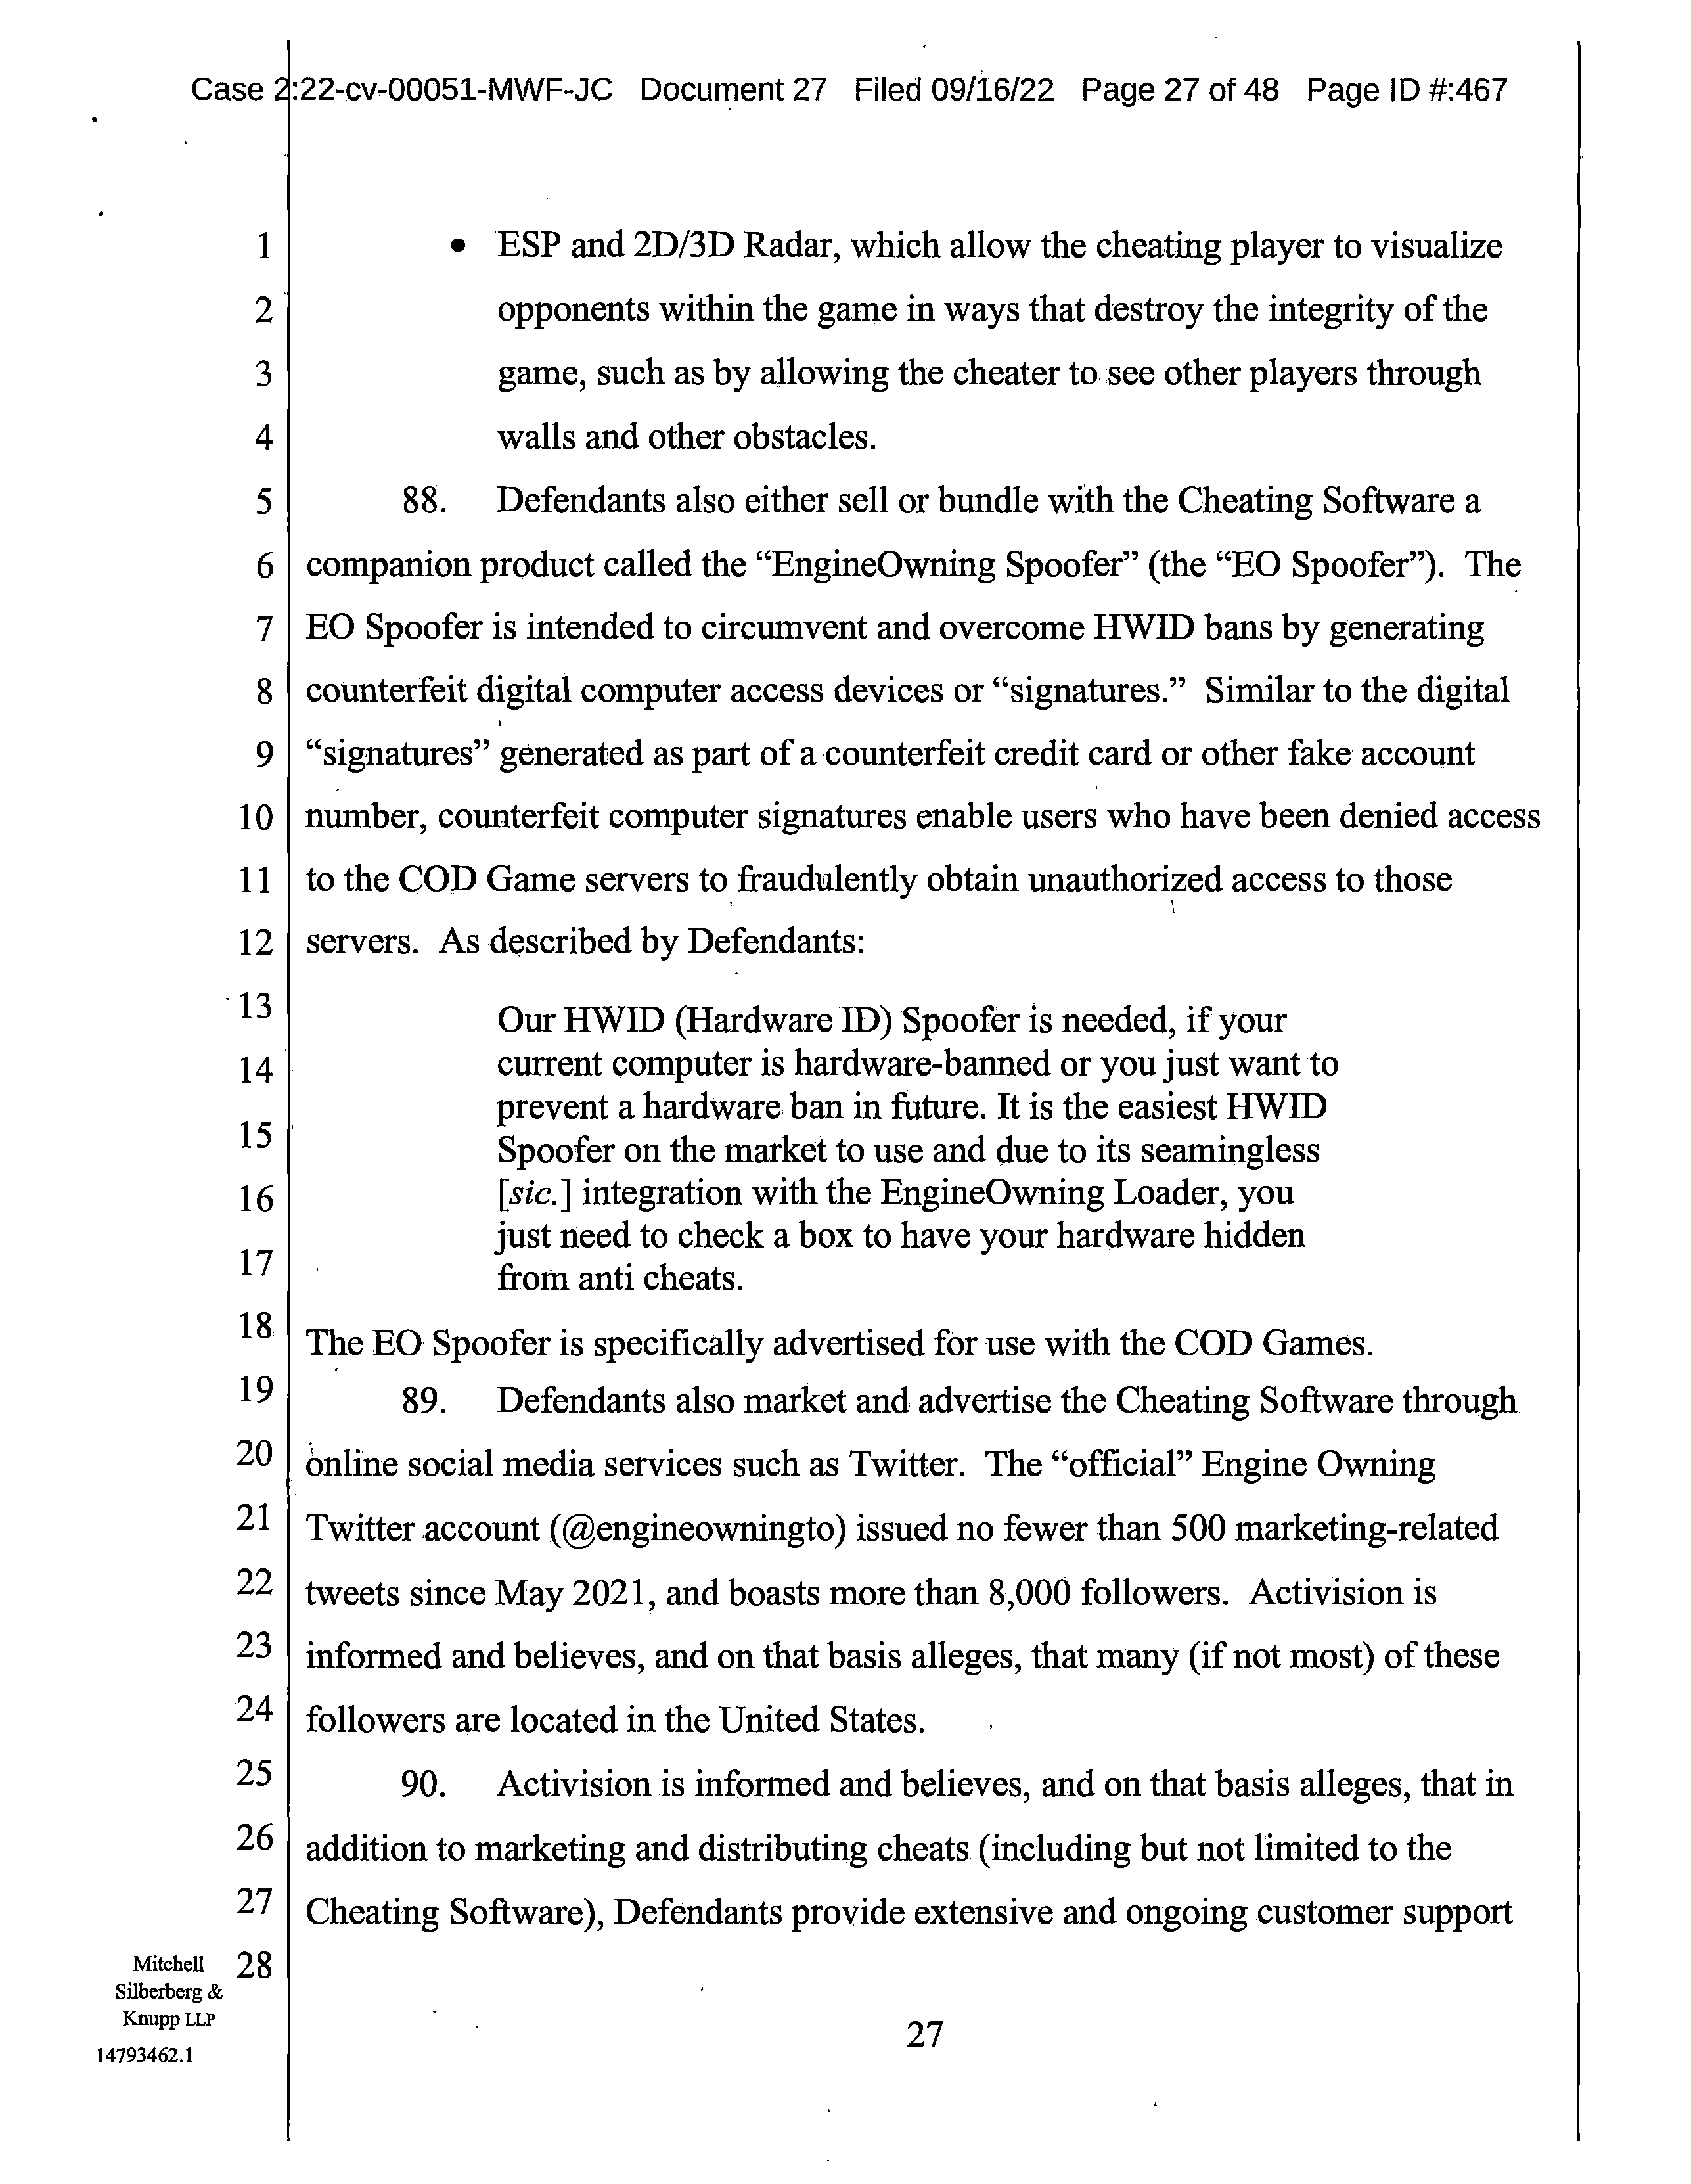 Case 2:22-cv-00051-MWF-JC Document 27 Filed 09/16/22 Page 27 of 48 Page ID #:467
1 • ESP and 2D/3D Radar, which allow the cheating player to visualize
2 opponents within the game in ways that destroy the integrity of the
3 game, such as by allowing the cheater to see other players through
4 walls and other obstacles.
5 88. Defendants also either sell or bundle with the Cheating Software a
6 companion product called the “EngineOwning Spoofer” (the “EO Spoofer”). The
7 EO Spoofer is intended to circumvent and overcome HWID bans by generating
8 counterfeit digital computer access devices or “signatures.” Similar to the digital
9 “signatures” generated as part of a counterfeit credit card or other fake account
10 number, counterfeit computer signatures enable users who have been denied access
11 to the COD Game servers to fraudulently obtain unauthorized access to those
12 servers. As described by Defendants:
13 Our HWID (Hardware ID) Spoofer is needed, if your
14 current computer is hardware-banned or you just want to
prevent a hardware ban in future. It is the easiest HWID
15 Spoofer on the market to use and due to its seamingless
16 [sic.] integration with the EngineOwning Loader, you
just need to check a box to have your hardware hidden
17 from anti cheats.
18 The EO Spoofer is specifically advertised for use with the COD Games.
19 89. Defendants also market and advertise the Cheating Software through
20 online social media services such as Twitter. The “official” Engine Owning
21 Twitter account (@engineowningto) issued no fewer than 500 marketing-related
22 tweets since May 2021, and boasts more than 8,000 followers. Activision is
23 informed and believes, and on that basis alleges, that many (if not most) of these
24 followers are located in the United States.
25 90. Activision is informed and believes, and on that basis alleges, that in
26 addition to marketing and distributing cheats (including but not limited to the
27 Cheating Software), Defendants provide extensive and ongoing customer support
28
Mitchell
Silberberg &
Knupp LLP
14793462.1
27